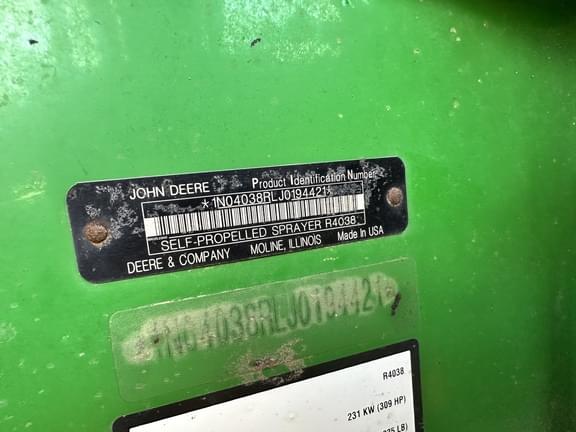 JOHN DEERE Product Identification Number
*1N04038RLJ0194421*
SELF-PROPELLED SPRAYER R4038
DEERE & COMPANY MOLINE, ILLINOIS Made in USA
*1N04038RLJ0194421*
R4038
231 KW (309 HP)